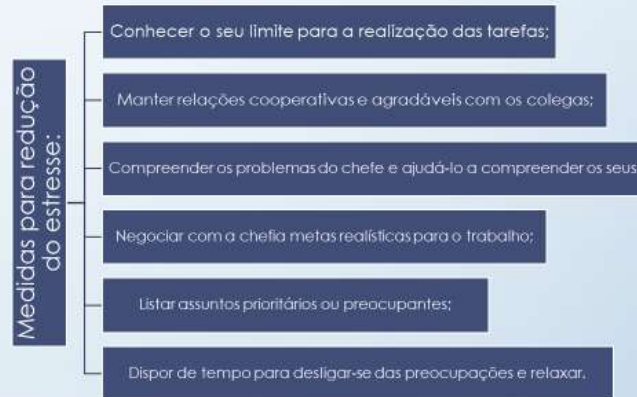 Medidas para redução
do estresse:
Conhecer o seu limite para a realização das tarefas;
Manter relações cooperativas e agradáveis com os colegas;
Compreender os problemas do chefe e ajudá-lo a compreender os seus
Negociar com a chefia metas realísticas para o trabalho;
Listar assuntos prioritários ou preocupantes;
Dispor de tempo para desligar-se das preocupações e relaxar.